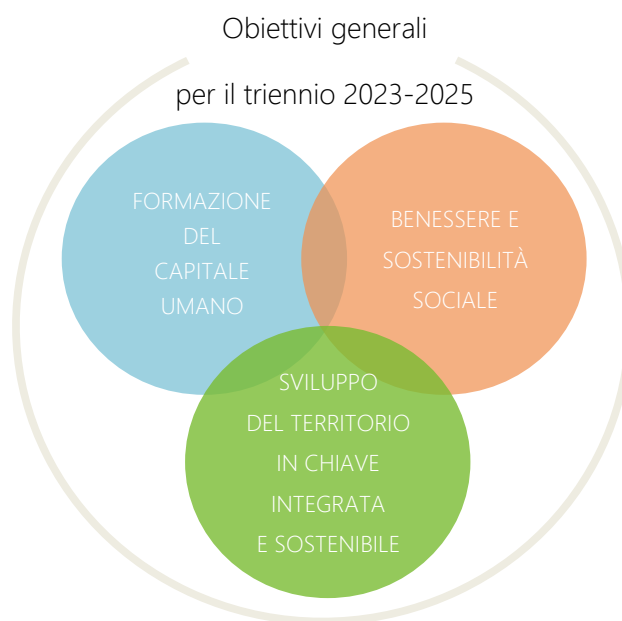 Obiettivi generali
per il triennio 2023-2025
FORMAZIONE
DEL
CAPITALE
UMANO
BENESSERE E
SOSTENIBILITÀ
SOCIALE
SVILUPPO
DEL TERRITORIO
IN CHIAVE
INTEGRATA
E SOSTENIBILE